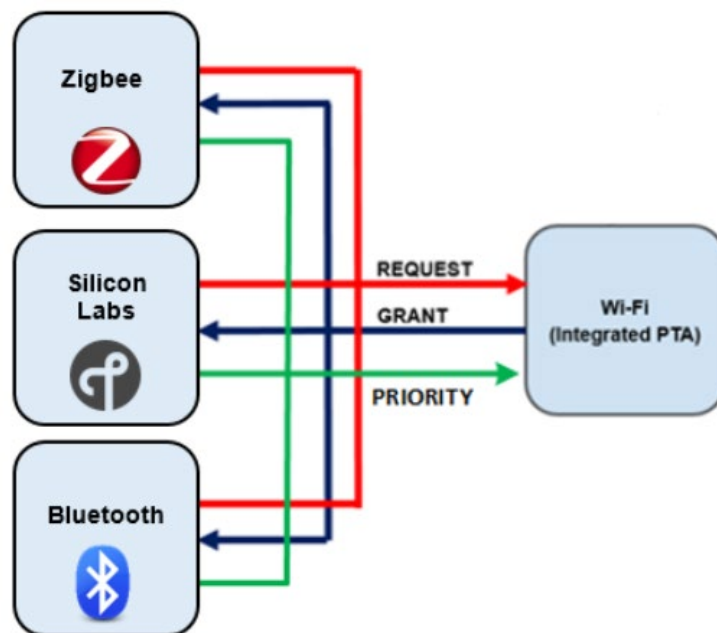 Zigbee
Silicon
Labs
REQUEST
GRANT
PRIORITY
Wi-Fi
(Integrated PTA)
Bluetooth